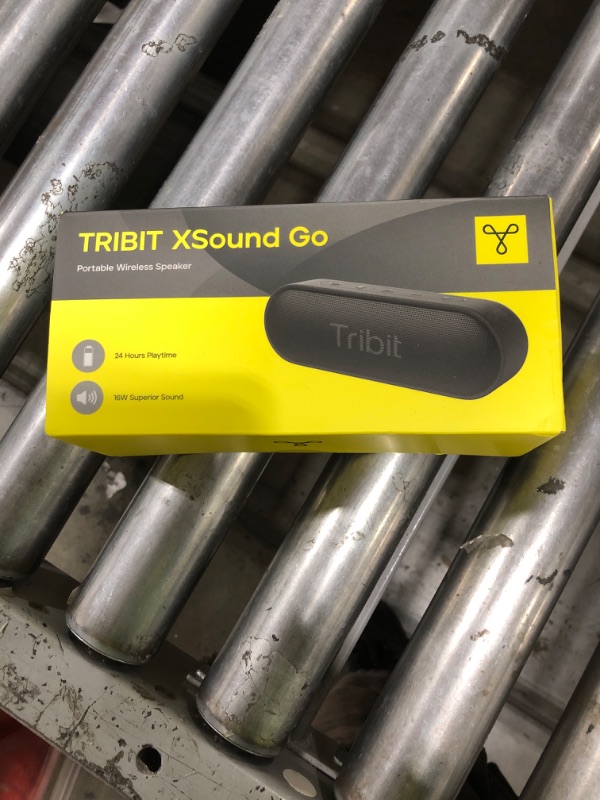 TRIBIT XSound Go
Portable Wireless Speaker
Tribit
24 Hours Playtime
16W Superior Sound